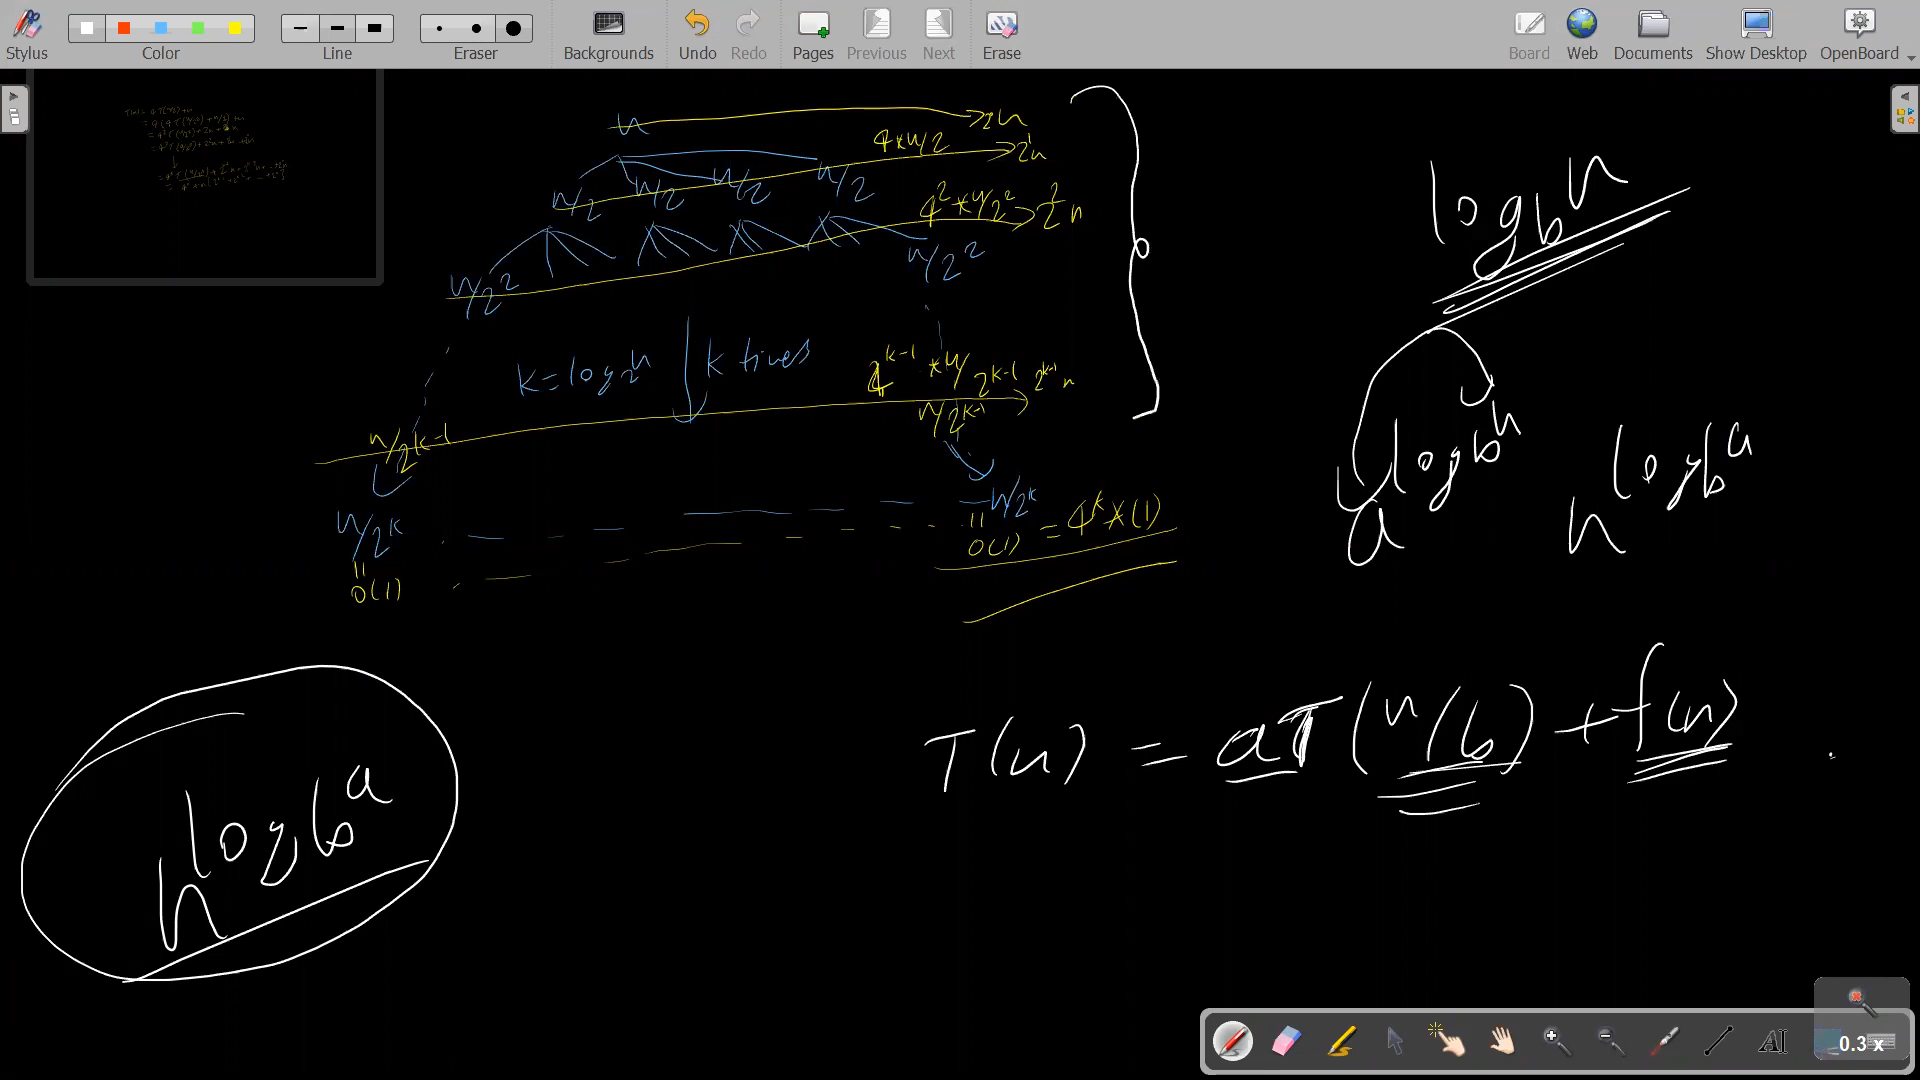 Stylus Color Line Eraser Backgrounds Undo Redo Pages Previous Next Erase Board Web Documents Show Desktop OpenBoard
n 2n
4*n/2 2¹n
n/2 n/2 n/2 n/2
4²*n/2² 2²n
n/2² n/2²
k=log₂n k times
4^k-1 *n/2^k-1 2^k-1 n
n/2^k-1 n/2^k-1
n/2^k n/2^k
O(1) O(1) = 4^k*(1)
log_b n
a^log_b n n^log_b a
T(n) = aT(n/b) + f(n)
n^log_b a
0.3 x